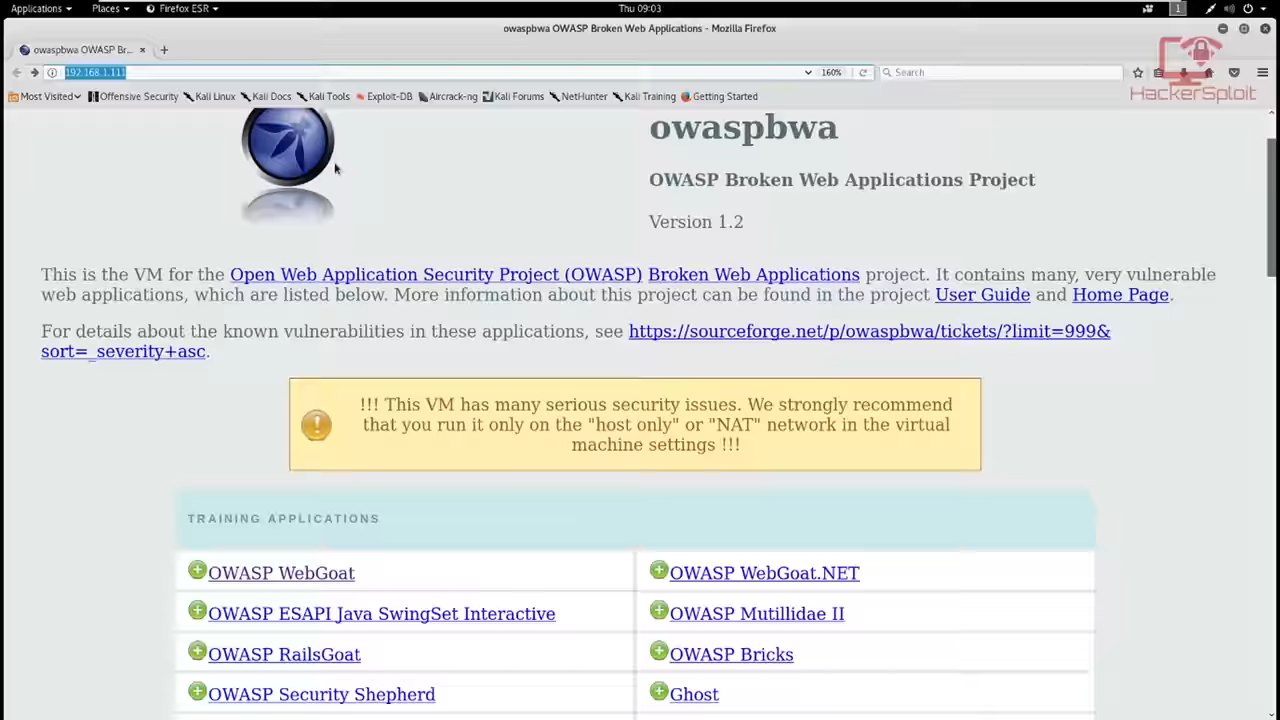 Applications Places Firefox ESR Thu 09:03 1
owaspbwa OWASP Broken Web Applications - Mozilla Firefox
owaspbwa OWASP Br...
192.168.1.111 160% Search
Most Visited Offensive Security Kali Linux Kali Docs Kali Tools Exploit-DB Aircrack-ng Kali Forums NetHunter Kali Training Getting Started
HackerSploit
owaspbwa
OWASP Broken Web Applications Project
Version 1.2
This is the VM for the Open Web Application Security Project (OWASP) Broken Web Applications project. It contains many, very vulnerable
web applications, which are listed below. More information about this project can be found in the project User Guide and Home Page.
For details about the known vulnerabilities in these applications, see https://sourceforge.net/p/owaspbwa/tickets/?limit=999&
sort=_severity+asc.
!!! This VM has many serious security issues. We strongly recommend
that you run it only on the "host only" or "NAT" network in the virtual
machine settings !!!
TRAINING APPLICATIONS
OWASP WebGoat OWASP WebGoat.NET
OWASP ESAPI Java SwingSet Interactive OWASP Mutillidae II
OWASP RailsGoat OWASP Bricks
OWASP Security Shepherd Ghost